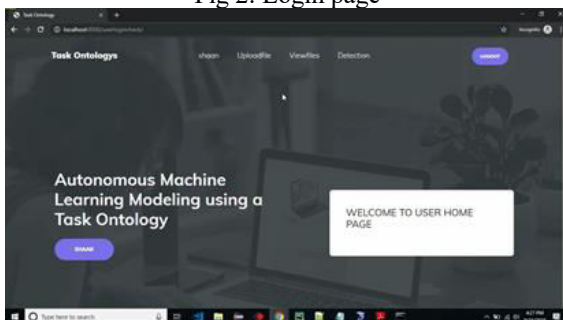 Fig 2: Login page
Task Ontologys
shaan
Uploadfile
Viewfiles
Detection
LOGOUT
Autonomous Machine
Learning Modeling using a
Task Ontology
SHAAN
WELCOME TO USER HOME
PAGE
Type here to search